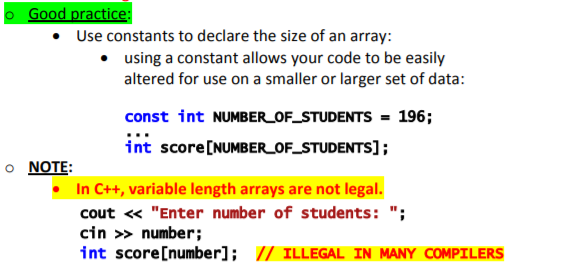 o Good practice:
• Use constants to declare the size of an array:
• using a constant allows your code to be easily
altered for use on a smaller or larger set of data:
const int NUMBER_OF_STUDENTS = 196;
...
int score[NUMBER_OF_STUDENTS];
o NOTE:
• In C++, variable length arrays are not legal.
cout << "Enter number of students: ";
cin >> number;
int score[number]; // ILLEGAL IN MANY COMPILERS